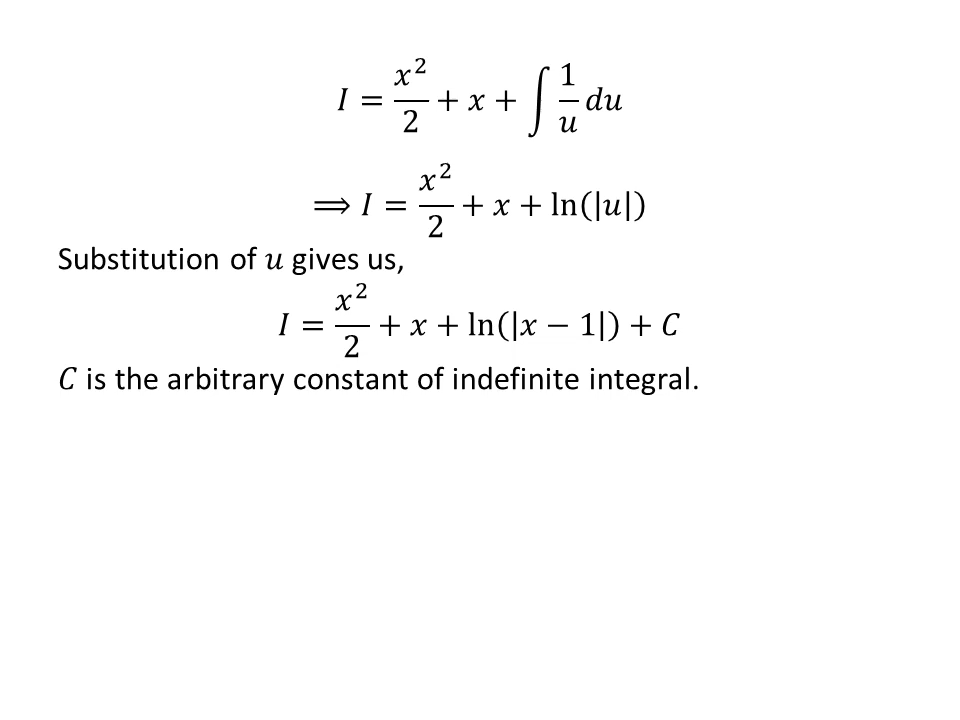 𝐼 = 𝑥²/2 + 𝑥 + ∫ 1/𝑢 𝑑𝑢
⟹ 𝐼 = 𝑥²/2 + 𝑥 + ln(|𝑢|)
Substitution of 𝑢 gives us,
𝐼 = 𝑥²/2 + 𝑥 + ln(|𝑥 − 1|) + 𝐶
𝐶 is the arbitrary constant of indefinite integral.